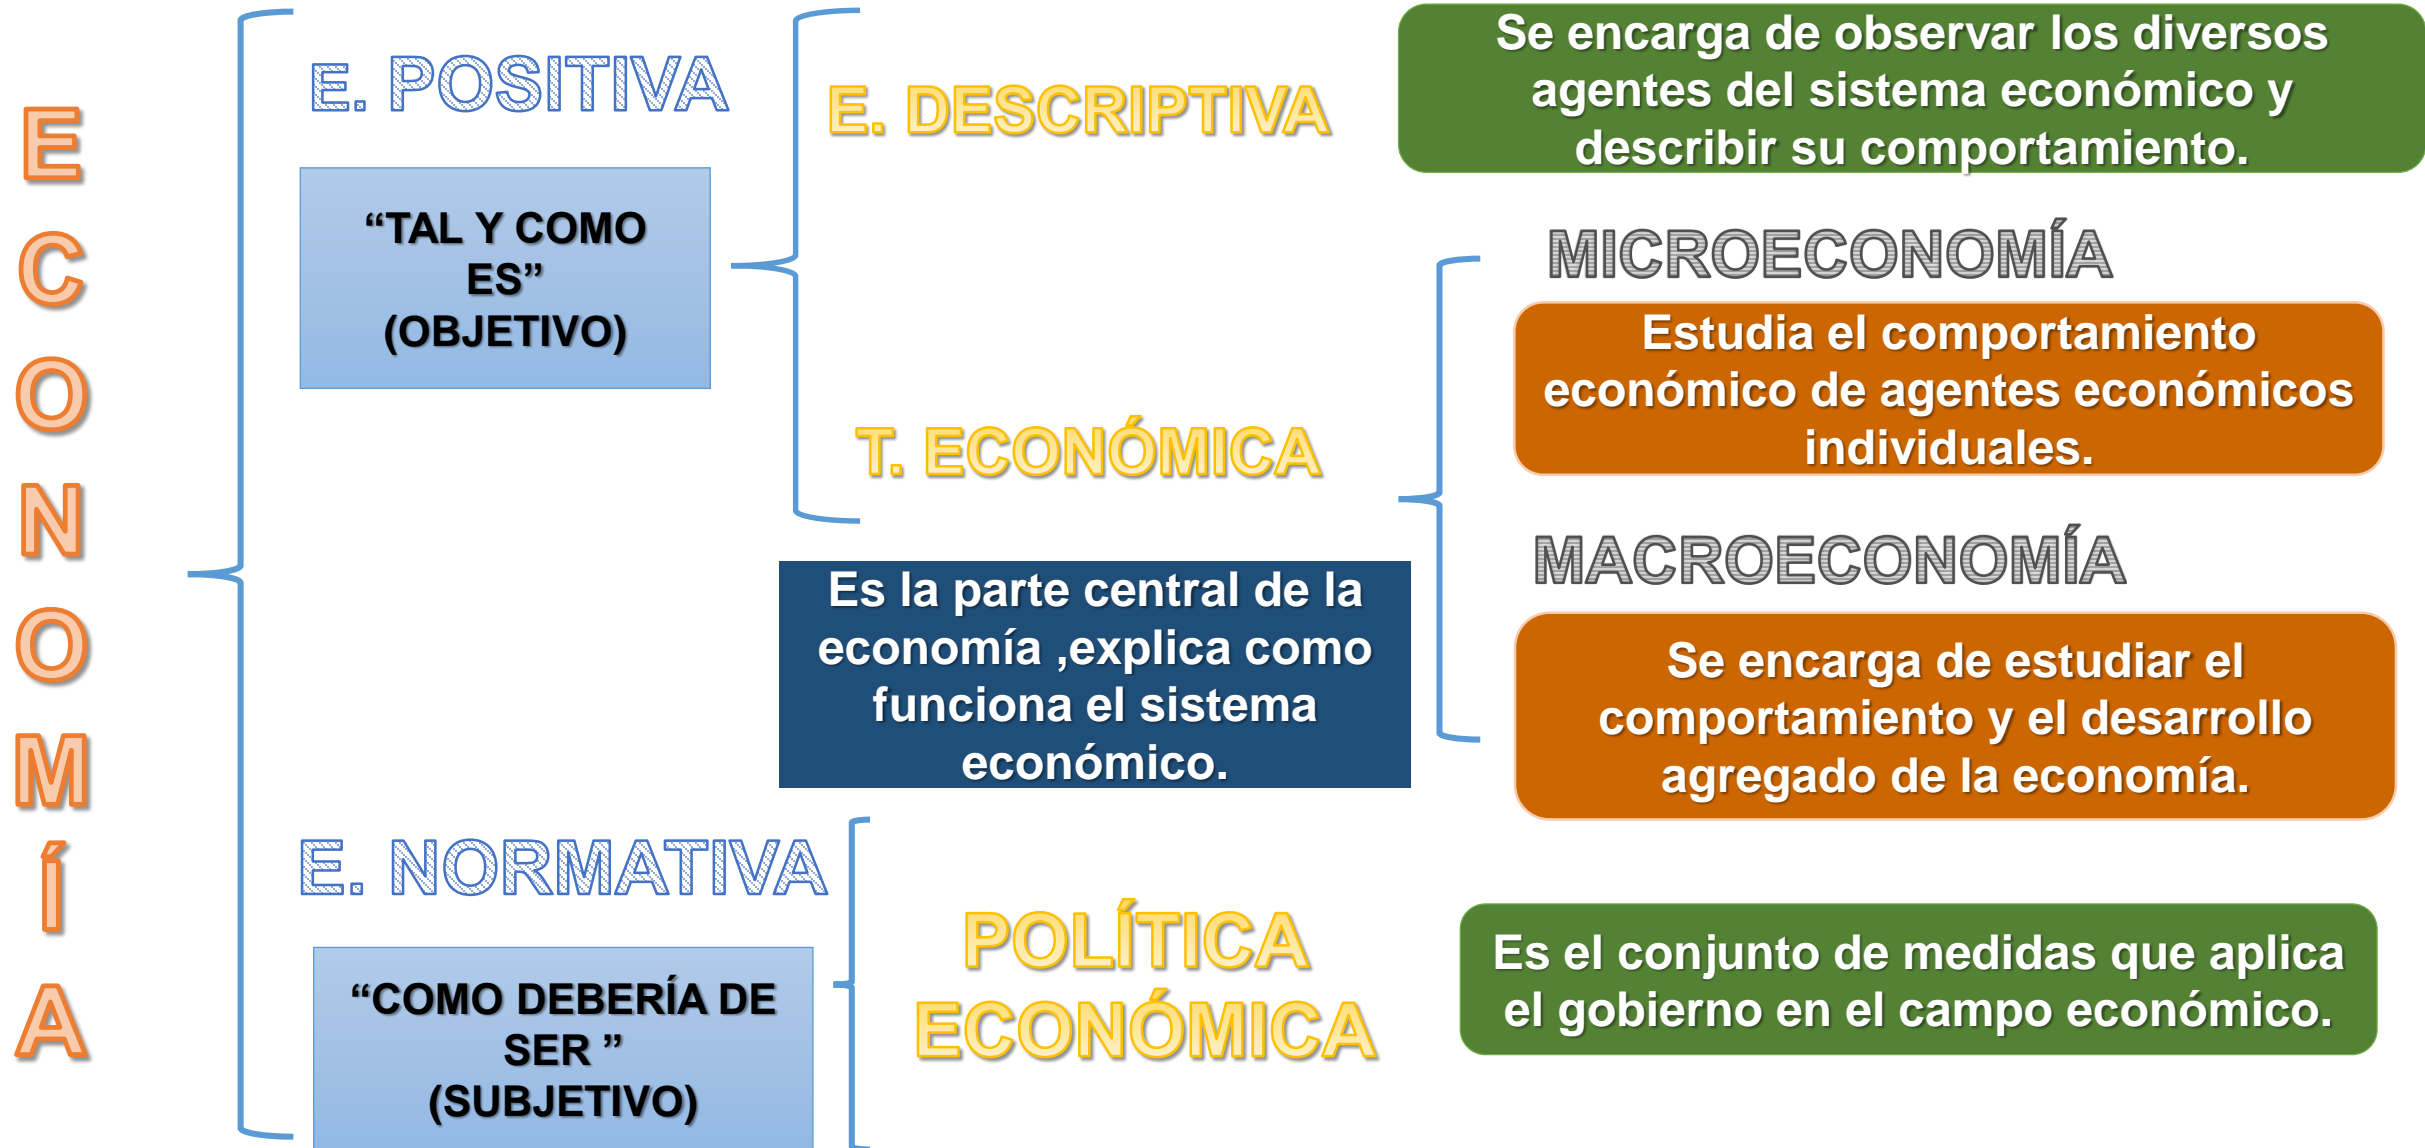 ECONOMÍA
E. POSITIVA
“TAL Y COMO
ES”
(OBJETIVO)
E. DESCRIPTIVA
Se encarga de observar los diversos
agentes del sistema económico y
describir su comportamiento.
T. ECONÓMICA
Es la parte central de la
economía ,explica como
funciona el sistema
económico.
MICROECONOMÍA
Estudia el comportamiento
económico de agentes económicos
individuales.
MACROECONOMÍA
Se encarga de estudiar el
comportamiento y el desarrollo
agregado de la economía.
E. NORMATIVA
“COMO DEBERÍA DE
SER ”
(SUBJETIVO)
POLÍTICA
ECONÓMICA
Es el conjunto de medidas que aplica
el gobierno en el campo económico.